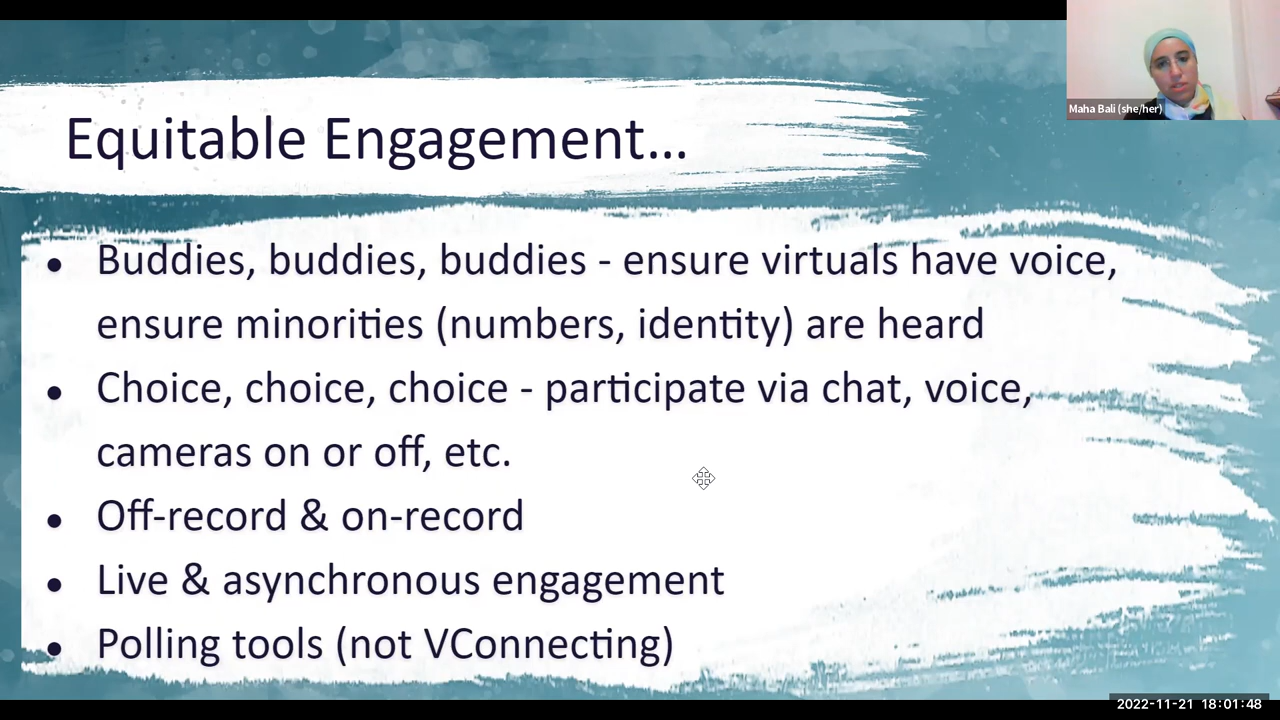 Maha Bali (she/her)
Equitable Engagement...
• Buddies, buddies, buddies - ensure virtuals have voice,
ensure minorities (numbers, identity) are heard
• Choice, choice, choice - participate via chat, voice,
cameras on or off, etc.
• Off-record & on-record
• Live & asynchronous engagement
• Polling tools (not VConnecting)
2022-11-21 18:01:48